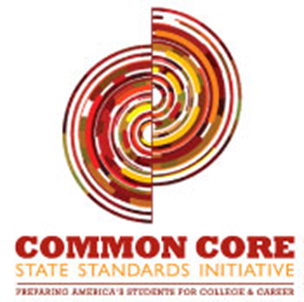 COMMON CORE
STATE STANDARDS INITIATIVE
PREPARING AMERICA'S STUDENTS FOR COLLEGE & CAREER